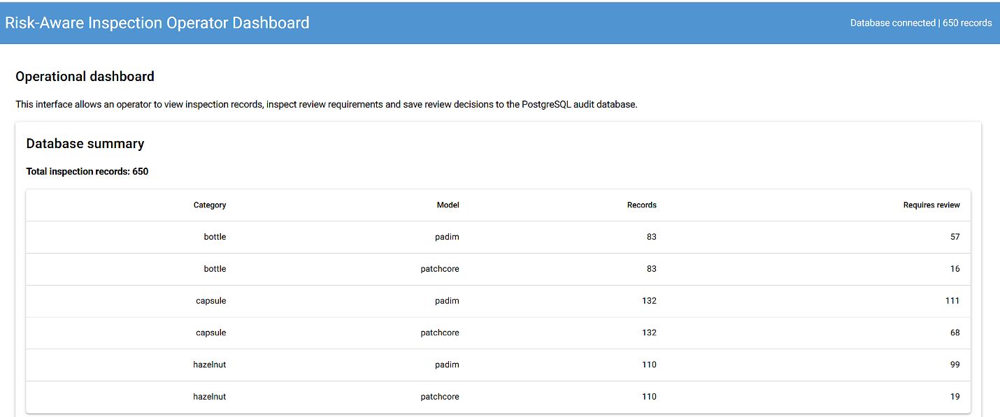 Risk-Aware Inspection Operator Dashboard
Database connected | 650 records
Operational dashboard
This interface allows an operator to view inspection records, inspect review requirements and save review decisions to the PostgreSQL audit database.
Database summary
Total inspection records: 650
Category Model Records Requires review
bottle padim 83 57
bottle patchcore 83 16
capsule padim 132 111
capsule patchcore 132 68
hazelnut padim 110 99
hazelnut patchcore 110 19